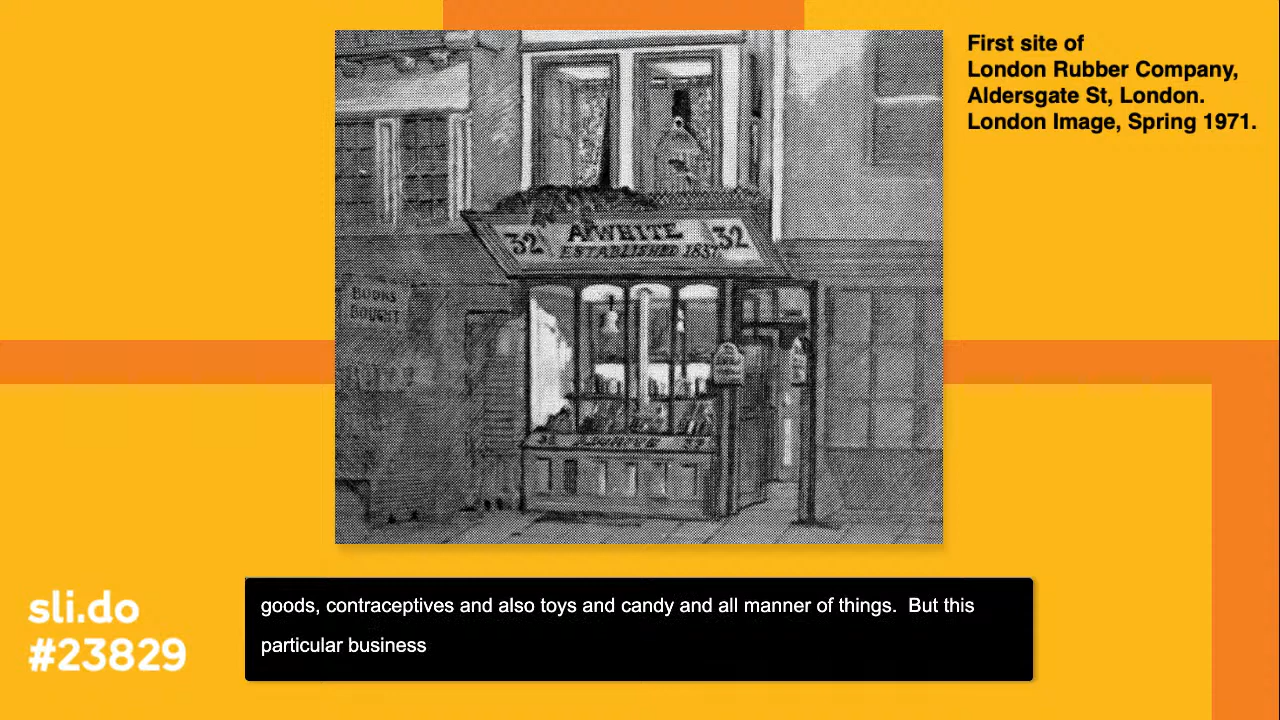 First site of
London Rubber Company,
Aldersgate St, London.
London Image, Spring 1971.
32 A. WHITE 32
ESTABLISHED 1837
BOOKS
BOUGHT
goods, contraceptives and also toys and candy and all manner of things.  But this
particular business
sli.do
#23829